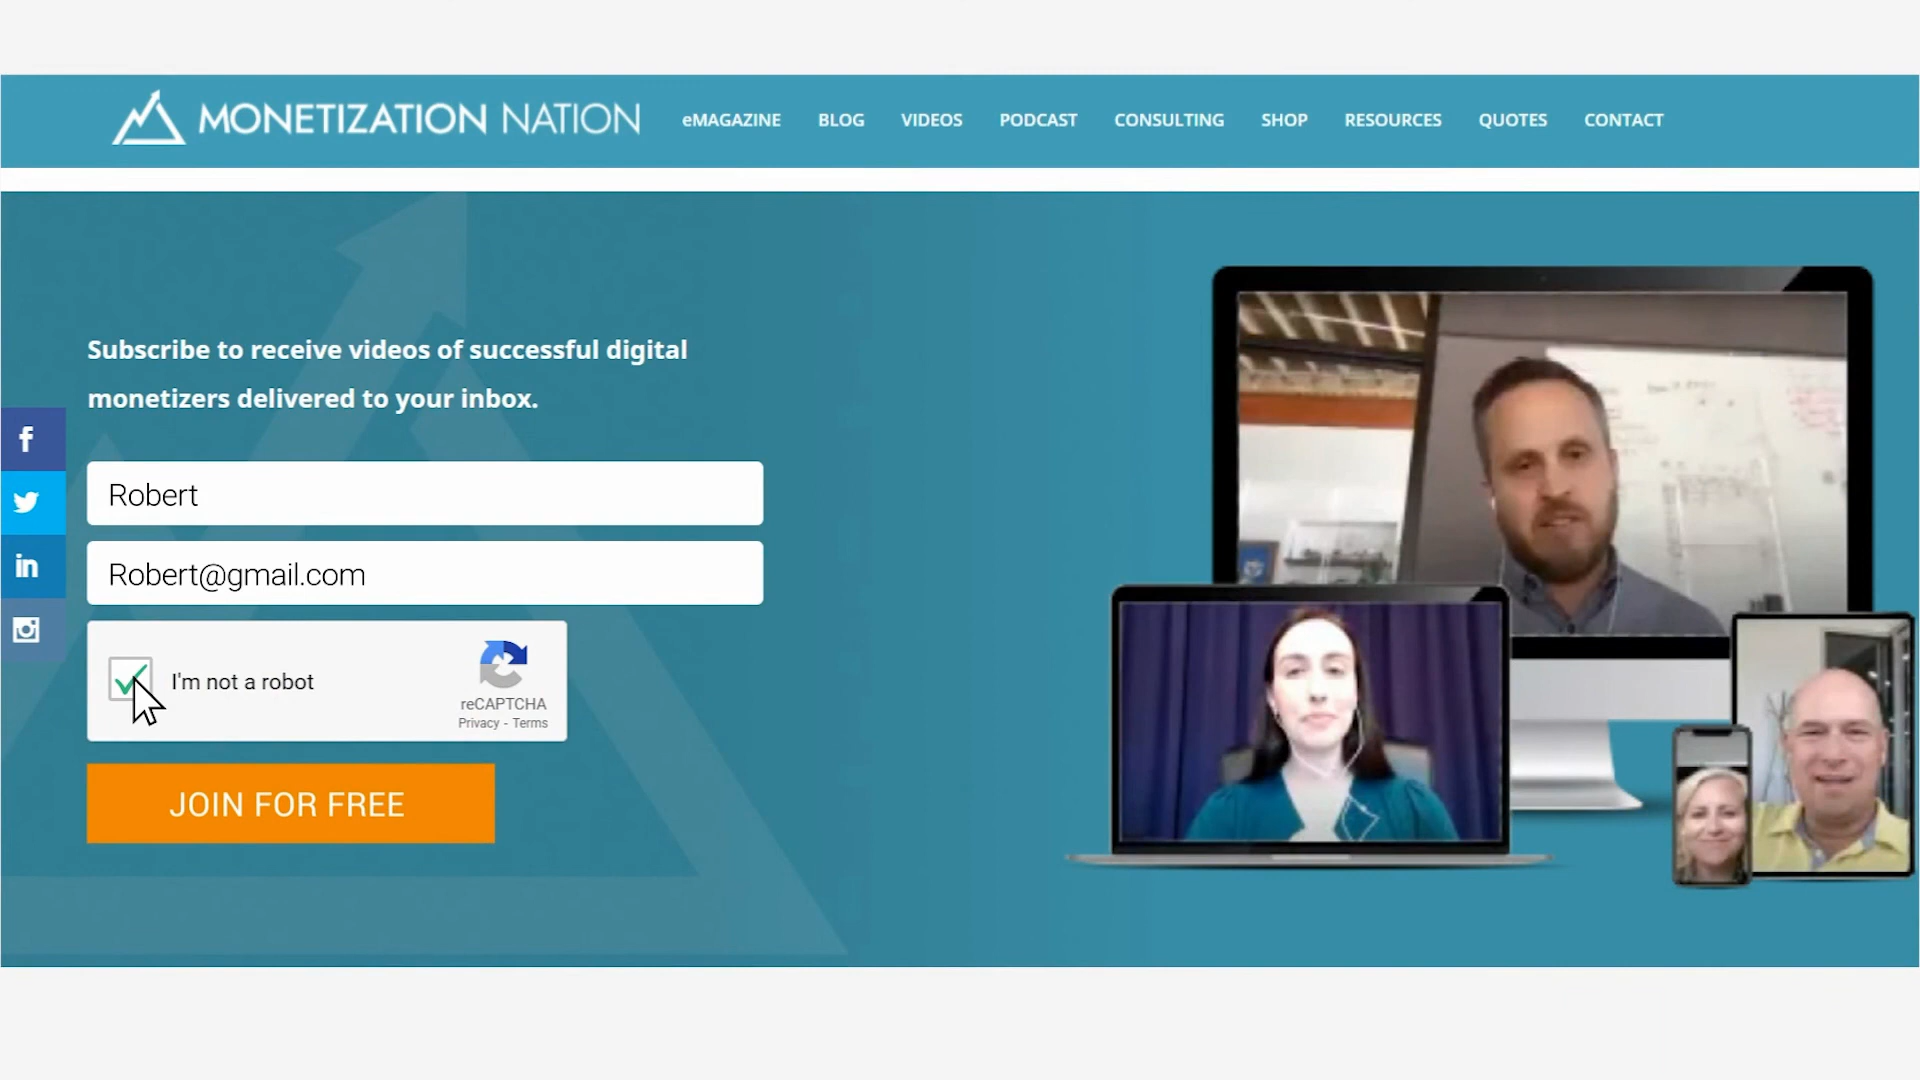 MONETIZATION NATION
eMAGAZINE BLOG VIDEOS PODCAST CONSULTING SHOP RESOURCES QUOTES CONTACT
Subscribe to receive videos of successful digital
monetizers delivered to your inbox.
f
in
Robert
Robert@gmail.com
I'm not a robot
reCAPTCHA
Privacy - Terms
JOIN FOR FREE